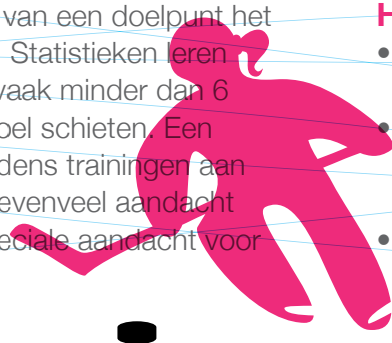 van een doelpunt het
Statistieken leren
vaak minder dan 6
oel schieten. Een
dens trainingen aan
evenveel aandacht
eciale aandacht voor
H
•
•
•